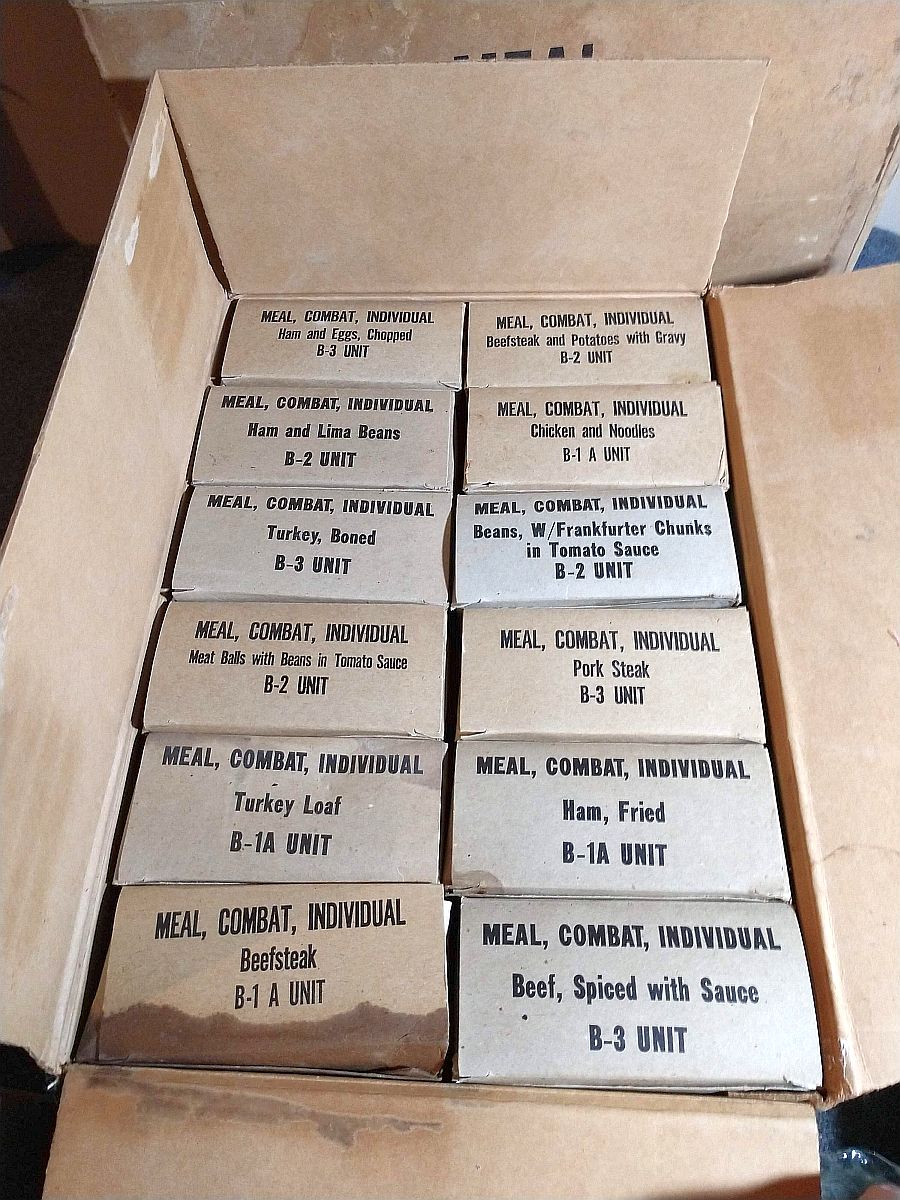 MEAL
MEAL, COMBAT, INDIVIDUAL
Ham and Eggs, Chopped
B-3 UNIT
MEAL, COMBAT, INDIVIDUAL
Beefsteak and Potatoes with Gravy
B-2 UNIT
MEAL, COMBAT, INDIVIDUAL
Ham and Lima Beans
B-2 UNIT
MEAL, COMBAT, INDIVIDUAL
Chicken and Noodles
B-1 A UNIT
MEAL, COMBAT, INDIVIDUAL
Turkey, Boned
B-3 UNIT
MEAL, COMBAT, INDIVIDUAL
Beans, W/Frankfurter Chunks
in Tomato Sauce
B-2 UNIT
MEAL, COMBAT, INDIVIDUAL
Meat Balls with Beans in Tomato Sauce
B-2 UNIT
MEAL, COMBAT, INDIVIDUAL
Pork Steak
B-3 UNIT
MEAL, COMBAT, INDIVIDUAL
Turkey Loaf
B-1A UNIT
MEAL, COMBAT, INDIVIDUAL
Ham, Fried
B-1A UNIT
MEAL, COMBAT, INDIVIDUAL
Beefsteak
B-1 A UNIT
MEAL, COMBAT, INDIVIDUAL
Beef, Spiced with Sauce
B-3 UNIT